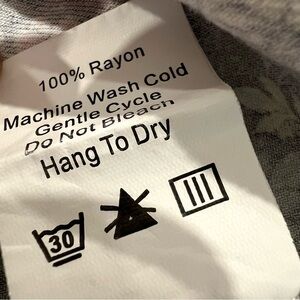 100% Rayon
Machine Wash Cold
Gentle Cycle
Do Not Bleach
Hang To Dry
30